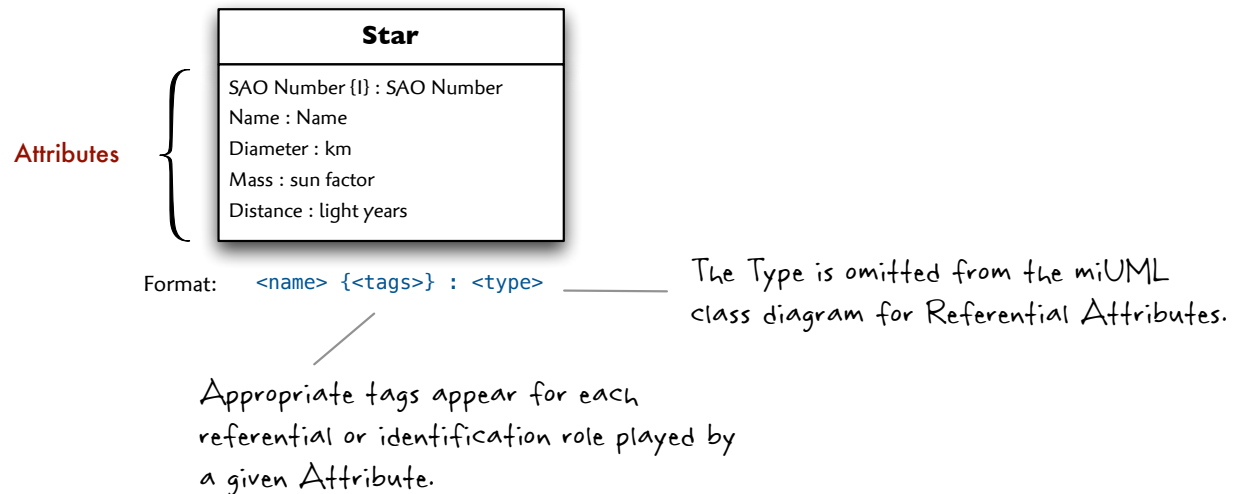 Star
Attributes
SAO Number {I} : SAO Number
Name : Name
Diameter : km
Mass : sun factor
Distance : light years
Format: <name> {<tags>} : <type>
The Type is omitted from the miUML
class diagram for Referential Attributes.
Appropriate tags appear for each
referential or identification role played by
a given Attribute.